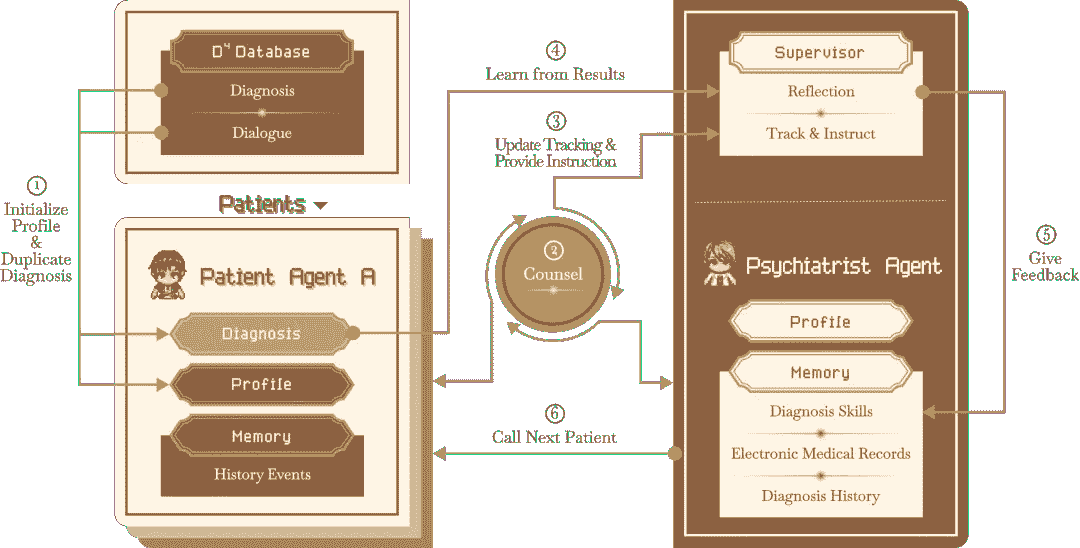 D⁴ Database
Diagnosis
Dialogue
①
Initialize
Profile
&
Duplicate
Diagnosis
Patients
Patient Agent A
Diagnosis
Profile
Memory
History Events
④
Learn from Results
③
Update Tracking &
Provide Instruction
②
Counsel
⑥
Call Next Patient
Supervisor
Reflection
Track & Instruct
Psychiatrist Agent
Profile
Memory
Diagnosis Skills
Electronic Medical Records
Diagnosis History
⑤
Give
Feedback